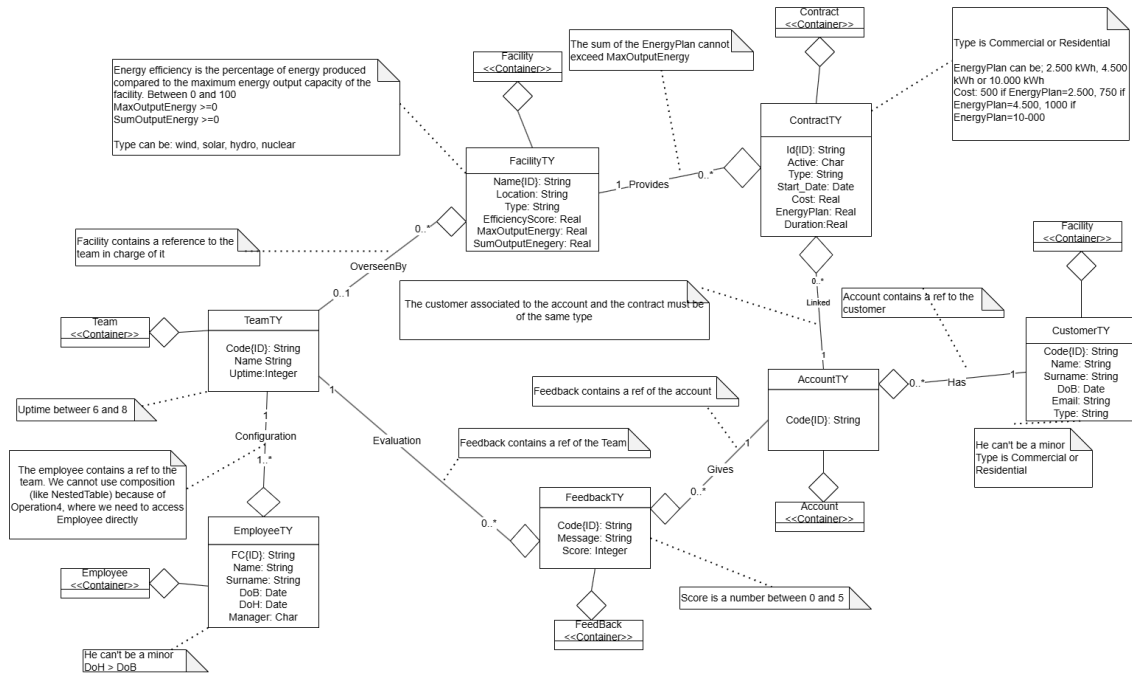 Contract
<<Container>>
Facility
<<Container>>
The sum of the EnergyPlan cannot
exceed MaxOutputEnergy
Type is Commercial or Residential
EnergyPlan can be; 2.500 kWh, 4.500
kWh or 10.000 kWh
Cost: 500 if EnergyPlan=2.500, 750 if
EnergyPlan=4.500, 1000 if
EnergyPlan=10-000
Energy efficiency is the percentage of energy produced
compared to the maximum energy output capacity of the
facility. Between 0 and 100
MaxOutputEnergy >=0
SumOutputEnergy >=0
Type can be: wind, solar, hydro, nuclear
FacilityTY
Name{ID}: String
Location: String
Type: String
EfficiencyScore: Real
MaxOutputEnergy: Real
SumOutputEnegery: Real
1
Provides
0..*
ContractTY
Id{ID}: String
Active: Char
Type: String
Start_Date: Date
Cost: Real
EnergyPlan: Real
Duration:Real
Facility contains a reference to the
team in charge of it
0..*
OverseenBy
0..1
Facility
<<Container>>
The customer associated to the account and the contract must be
of the same type
0..*
Linked
1
Account contains a ref to the
customer
Team
<<Container>>
TeamTY
Code{ID}: String
Name String
Uptime:Integer
CustomerTY
Code{ID}: String
Name: String
Surname: String
DoB: Date
Email: String
Type: String
AccountTY
Code{ID}: String
0..*
Has
1
Uptime betweer 6 and 8
1
Configuration
1..*
1
Evaluation
0..*
Feedback contains a ref of the account
Feedback contains a ref of the Team
1
Gives
0..*
He can't be a minor
Type is Commercial or
Residential
The employee contains a ref to the
team. We cannot use composition
(like NestedTable) because of
Operation4, where we need to access
Employee directly
FeedbackTY
Code{ID}: String
Message: String
Score: Integer
Account
<<Container>>
EmployeeTY
FC{ID}: String
Name: String
Surname: String
DoB: Date
DoH: Date
Manager: Char
Employee
<<Container>>
Score is a number between 0 and 5
FeedBack
<<Container>>
He can't be a minor
DoH > DoB